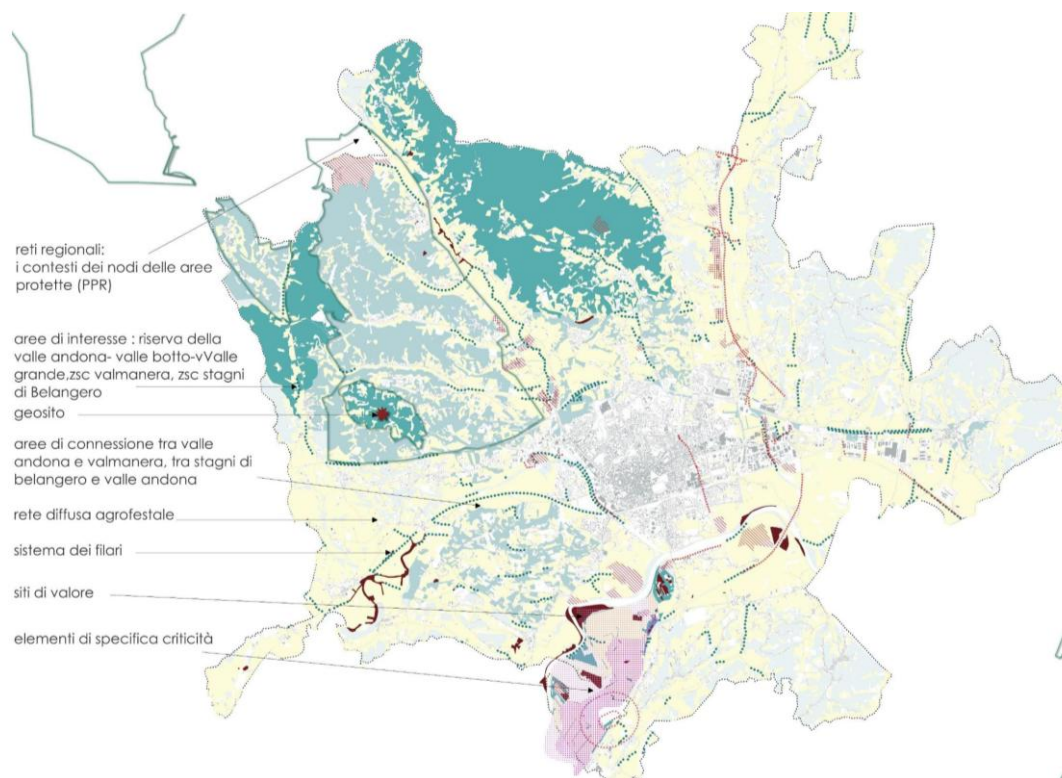 reti regionali:
i contesti dei nodi delle aree
protette (PPR)
aree di interesse : riserva della
valle andona- valle botto-vValle
grande,zsc valmanera, zsc stagni
di Belangero
geosito
aree di connessione tra valle
andona e valmanera, tra stagni di
belangero e valle andona
rete diffusa agrofestale
sistema dei filari
siti di valore
elementi di specifica criticità